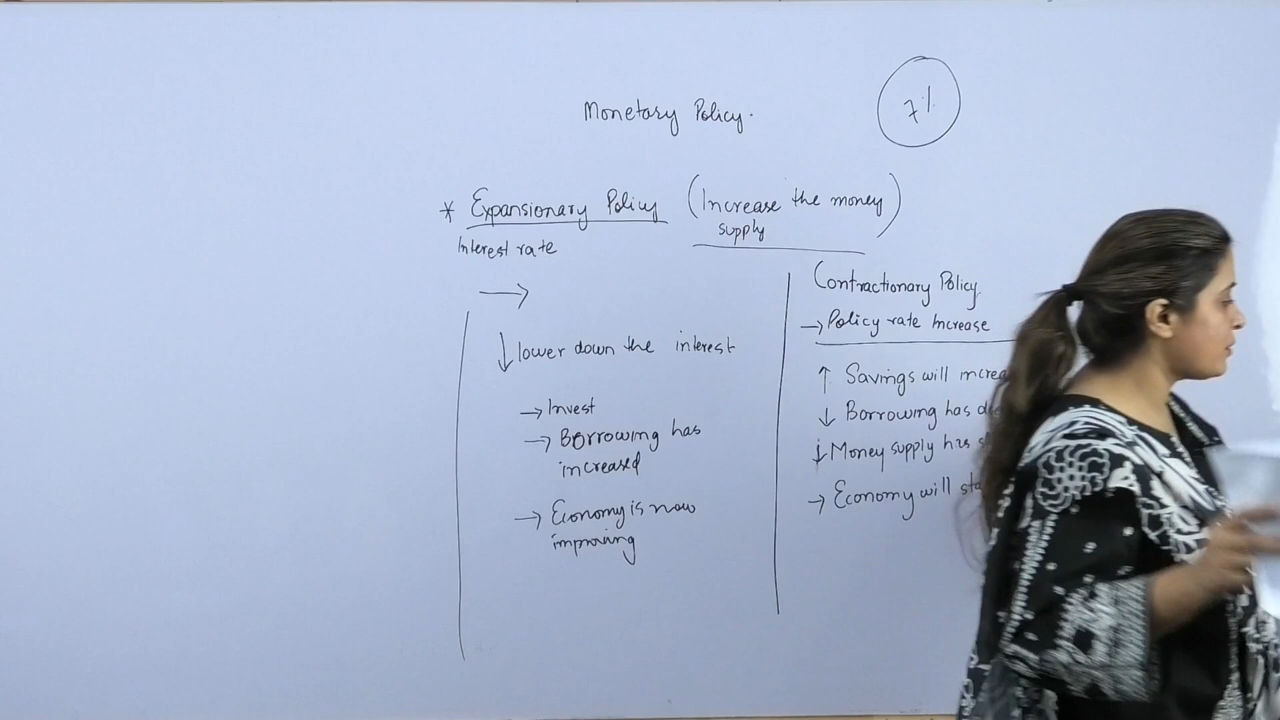 Monetary Policy.
7%
* Expansionary Policy (Increase the money
supply)
Interest rate
→
↓ lower down the interest
→ Invest
→ Borrowing has
increased
→ Economy is now
improving
Contractionary Policy.
→ Policy rate Increase
↑ Savings will
↓ Borrowing has
↓ Money supply has
→ Economy will